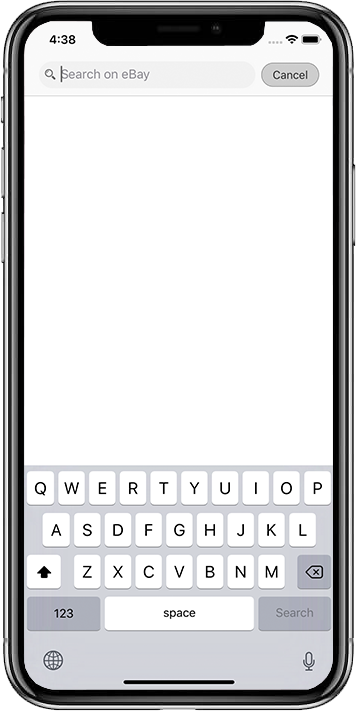 4:38
Search on eBay Cancel
Q W E R T Y U I O P
A S D F G H J K L
Z X C V B N M
123 space Search